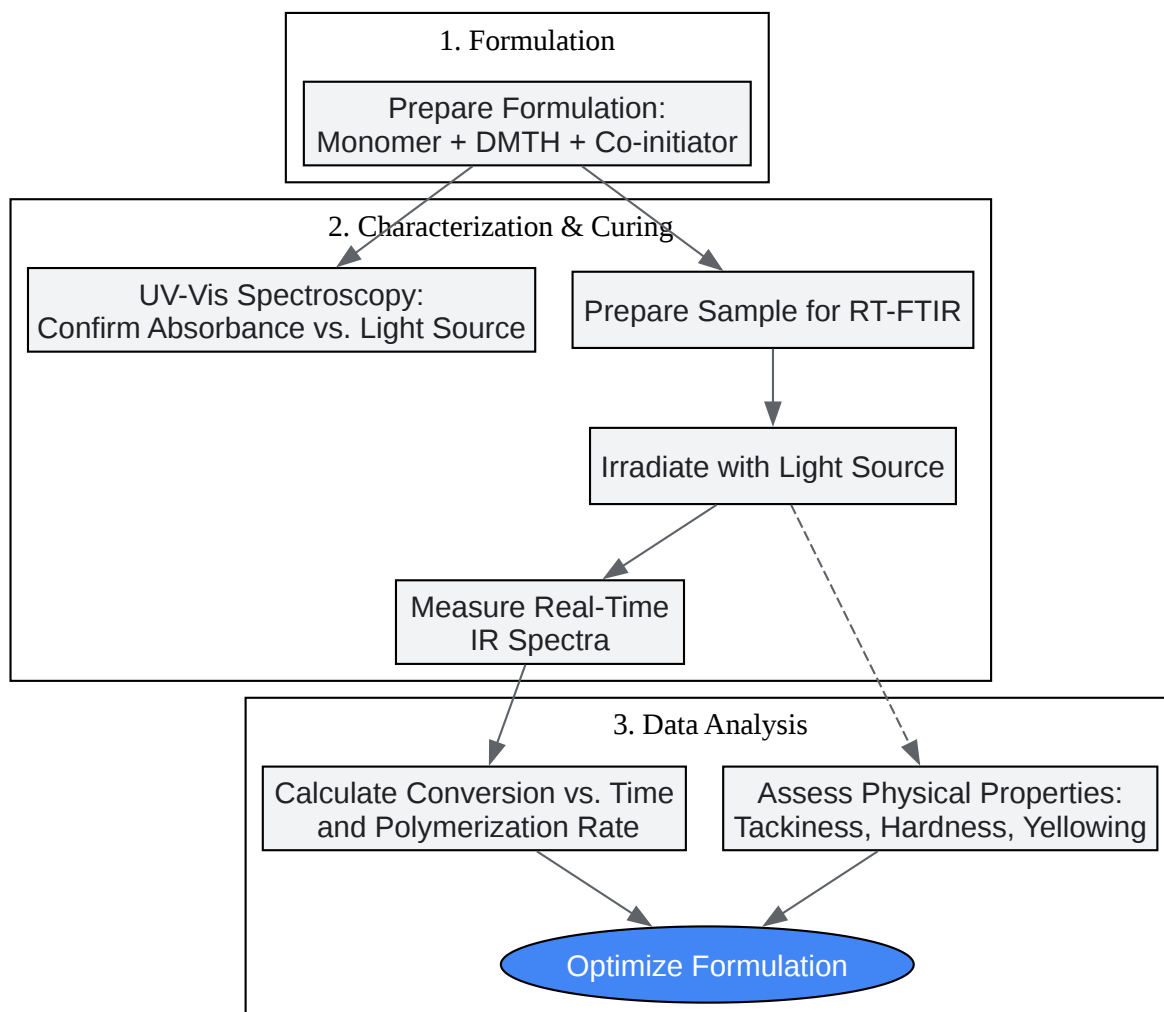 1. Formulation
Prepare Formulation:
Monomer + DMTH + Co-initiator
2. Characterization & Curing
UV-Vis Spectroscopy:
Confirm Absorbance vs. Light Source
Prepare Sample for RT-FTIR
Irradiate with Light Source
Measure Real-Time
IR Spectra
3. Data Analysis
Calculate Conversion vs. Time
and Polymerization Rate
Assess Physical Properties:
Tackiness, Hardness, Yellowing
Optimize Formulation